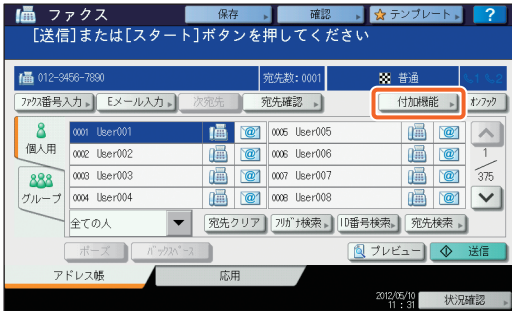 ファクス 保存 確認 テンプレート ?
[送信]または[スタート]ボタンを押してください
012-3456-7890 宛先数:0001 普通
ファクス番号入力 Eメール入力 次宛先 宛先確認 付加機能 オンフック
個人用
グループ
0001 User001 0005 User005
0002 User002 0006 User006
0003 User003 0007 User007
0004 User004 0008 User008
1
375
全ての人 宛先クリア フリガナ検索 ID番号検索 宛先検索
ポーズ バックスペース プレビュー 送信
アドレス帳 応用
2012/05/10
11:31 状況確認